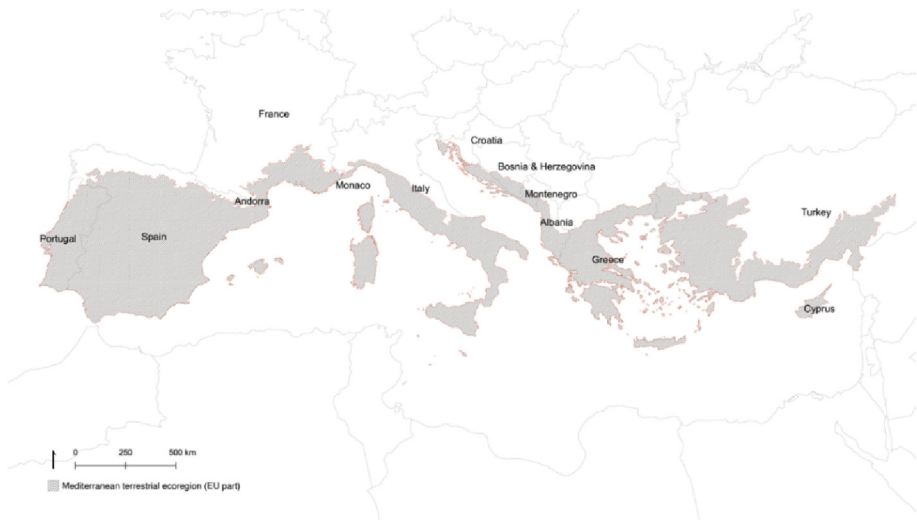 France
Croatia
Bosnia & Herzegovina
Monaco
Italy
Montenegro
Andorra
Turkey
Albania
Portugal
Spain
Greece
Cyprus
0 250 500 km
Mediterranean terrestrial ecoregion (EU part)